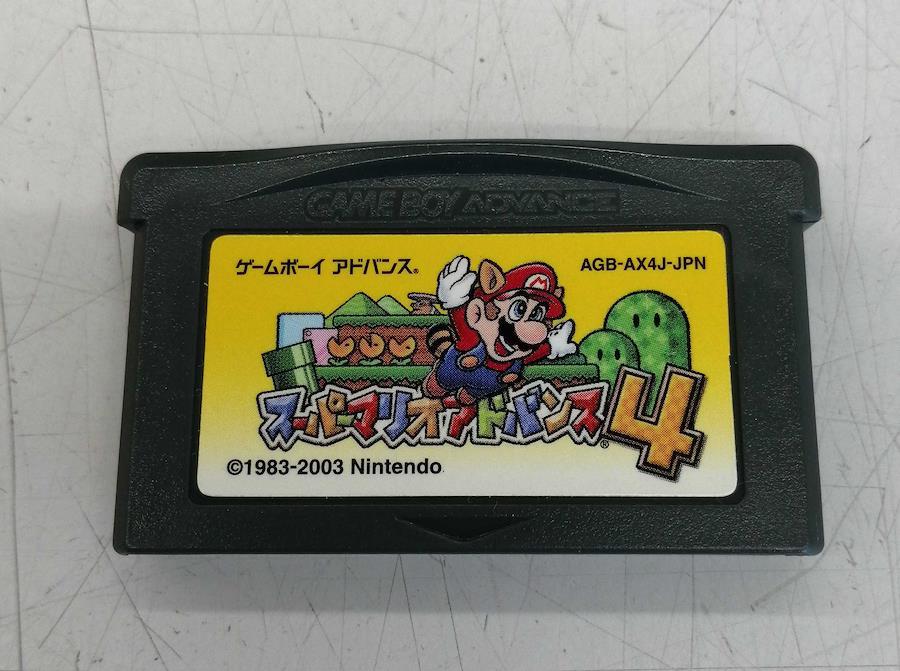 GAME BOY ADVANCE
ゲームボーイ アドバンス®
AGB-AX4J-JPN
M
スーパーマリオアドバンス4®
©1983-2003 Nintendo